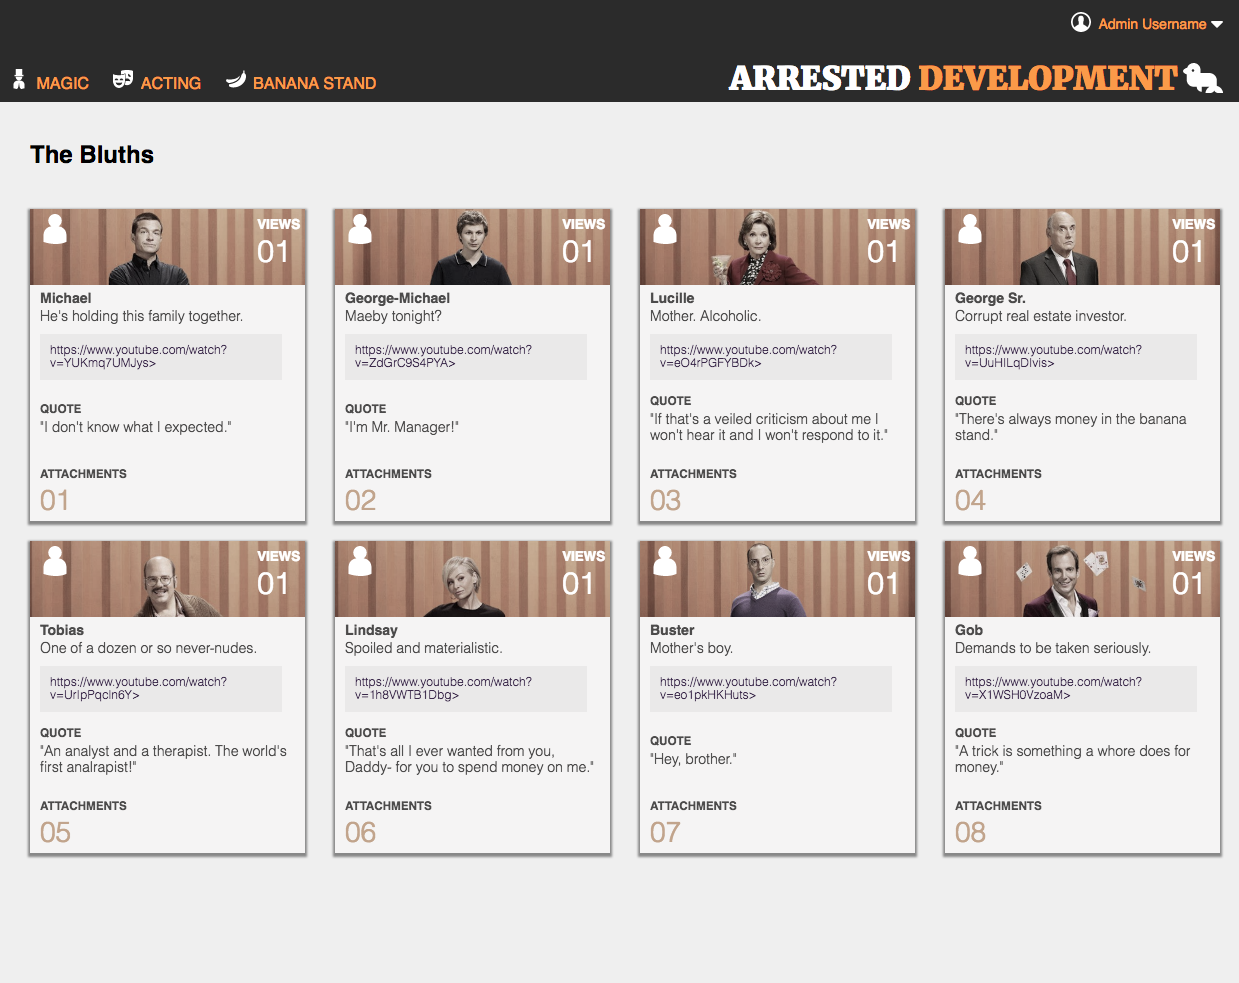 Admin Username
MAGIC
ACTING
BANANA STAND
ARRESTED DEVELOPMENT
The Bluths
VIEWS
01
Michael
He's holding this family together.
https://www.youtube.com/watch?
v=YUKmq7UMJys>
QUOTE
"I don't know what I expected."
ATTACHMENTS
01
VIEWS
01
George-Michael
Maeby tonight?
https://www.youtube.com/watch?
v=ZdGrC9S4PYA>
QUOTE
"I'm Mr. Manager!"
ATTACHMENTS
02
VIEWS
01
Lucille
Mother. Alcoholic.
https://www.youtube.com/watch?
v=eO4rPGFYBDk>
QUOTE
"If that's a veiled criticism about me I
won't hear it and I won't respond to it."
ATTACHMENTS
03
VIEWS
01
George Sr.
Corrupt real estate investor.
https://www.youtube.com/watch?
v=UuHILqDIvis>
QUOTE
"There's always money in the banana
stand."
ATTACHMENTS
04
VIEWS
01
Tobias
One of a dozen or so never-nudes.
https://www.youtube.com/watch?
v=UrIpPqcIn6Y>
QUOTE
"An analyst and a therapist. The world's
first analrapist!"
ATTACHMENTS
05
VIEWS
01
Lindsay
Spoiled and materialistic.
https://www.youtube.com/watch?
v=1h8VWTB1Dbg>
QUOTE
"That's all I ever wanted from you,
Daddy- for you to spend money on me."
ATTACHMENTS
06
VIEWS
01
Buster
Mother's boy.
https://www.youtube.com/watch?
v=eo1pkHKHuts>
QUOTE
"Hey, brother."
ATTACHMENTS
07
VIEWS
01
Gob
Demands to be taken seriously.
https://www.youtube.com/watch?
v=X1WSH0VzoaM>
QUOTE
"A trick is something a whore does for
money."
ATTACHMENTS
08